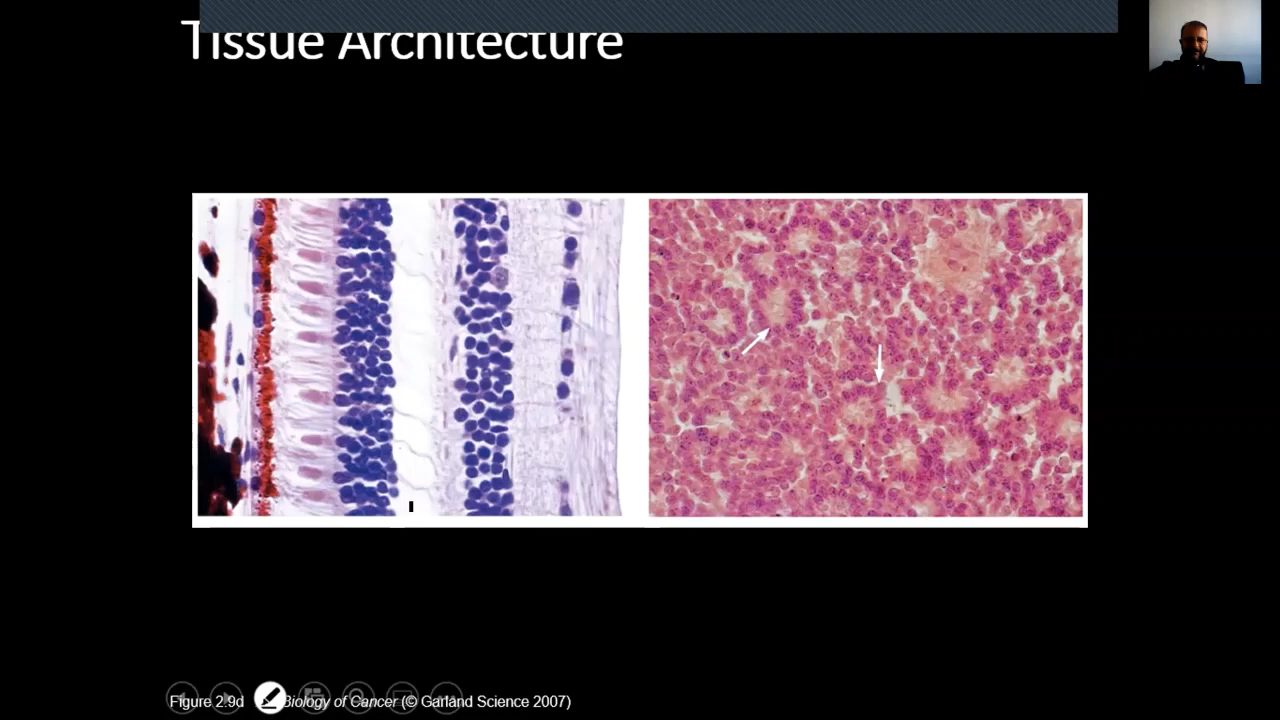 Tissue Architecture
Figure 2.9d Biology of Cancer (© Garland Science 2007)